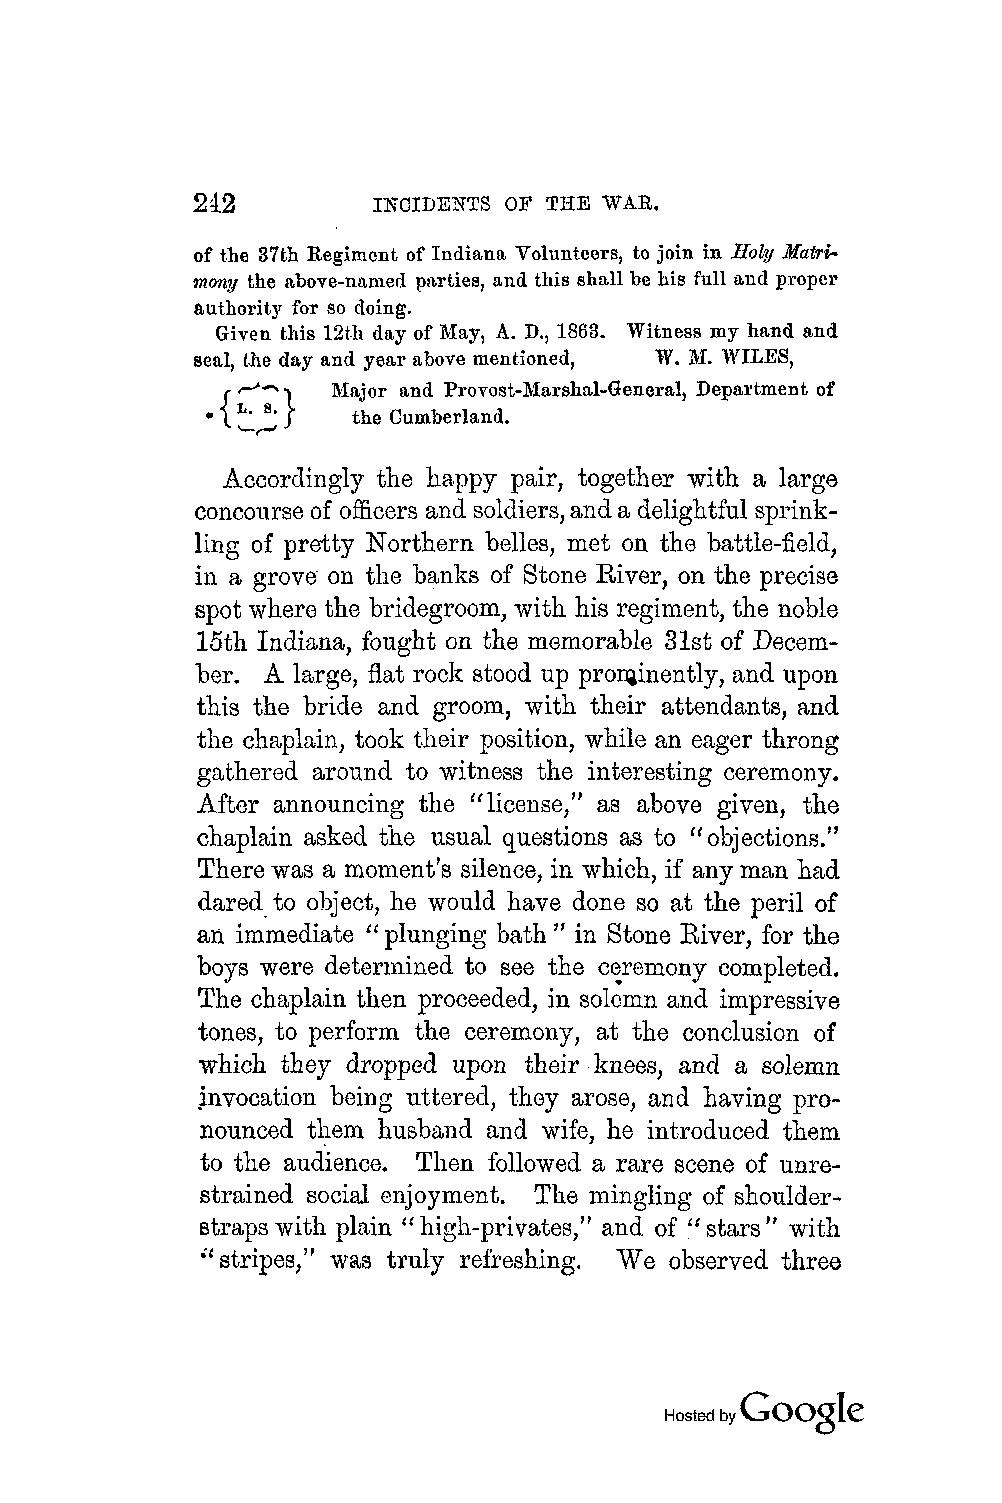 242 INCIDENTS OF THE WAR.
of the 37th Regiment of Indiana Volunteers, to join in Holy Matri-
mony the above-named parties, and this shall be his full and proper
authority for so doing.
Given this 12th day of May, A. D., 1863. Witness my hand and
seal, the day and year above mentioned, W. M. WILES,
Major and Provost-Marshal-General, Department of
{L. S.} the Cumberland.
Accordingly the happy pair, together with a large
concourse of officers and soldiers, and a delightful sprink-
ling of pretty Northern belles, met on the battle-field,
in a grove on the banks of Stone River, on the precise
spot where the bridegroom, with his regiment, the noble
15th Indiana, fought on the memorable 31st of Decem-
ber. A large, flat rock stood up prominently, and upon
this the bride and groom, with their attendants, and
the chaplain, took their position, while an eager throng
gathered around to witness the interesting ceremony.
After announcing the "license," as above given, the
chaplain asked the usual questions as to "objections."
There was a moment's silence, in which, if any man had
dared to object, he would have done so at the peril of
an immediate "plunging bath" in Stone River, for the
boys were determined to see the ceremony completed.
The chaplain then proceeded, in solemn and impressive
tones, to perform the ceremony, at the conclusion of
which they dropped upon their knees, and a solemn
invocation being uttered, they arose, and having pro-
nounced them husband and wife, he introduced them
to the audience. Then followed a rare scene of unre-
strained social enjoyment. The mingling of shoulder-
straps with plain "high-privates," and of "stars" with
"stripes," was truly refreshing. We observed three
Hosted by Google